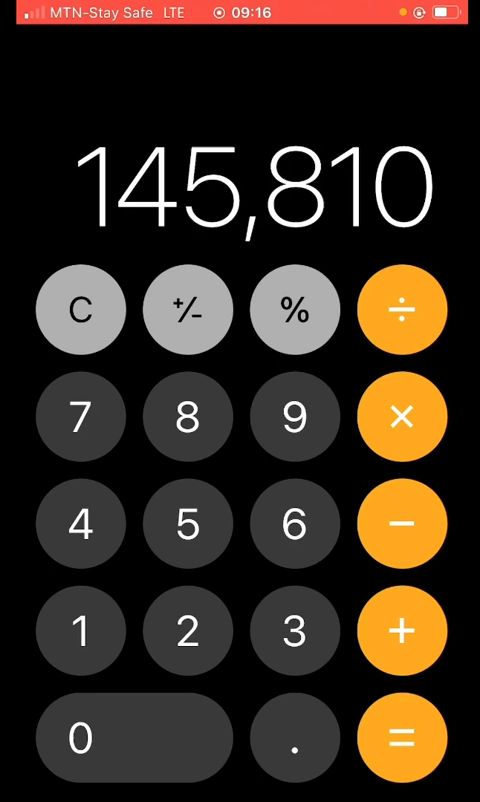 MTN-Stay Safe LTE 09:16
145,810
C +/- % ÷
7 8 9 ×
4 5 6 −
1 2 3 +
0 . =